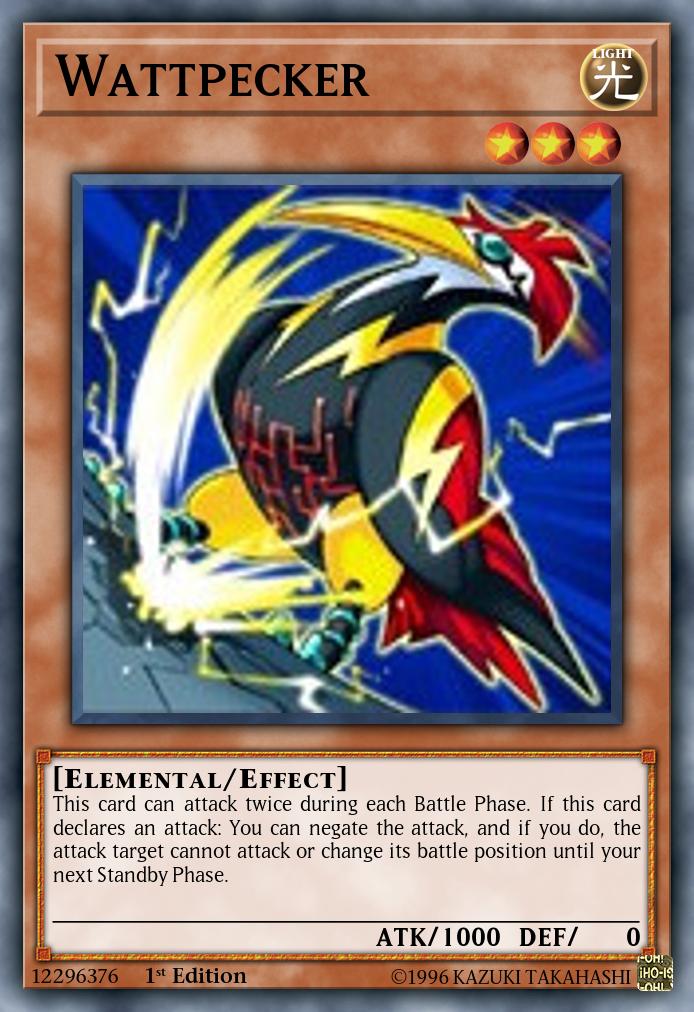 WATTPECKER
LIGHT
光
[ELEMENTAL/EFFECT]
This card can attack twice during each Battle Phase. If this card
declares an attack: You can negate the attack, and if you do, the
attack target cannot attack or change its battle position until your
next Standby Phase.
ATK/1000 DEF/ 0
12296376 1st Edition ©1996 KAZUKI TAKAHASHI